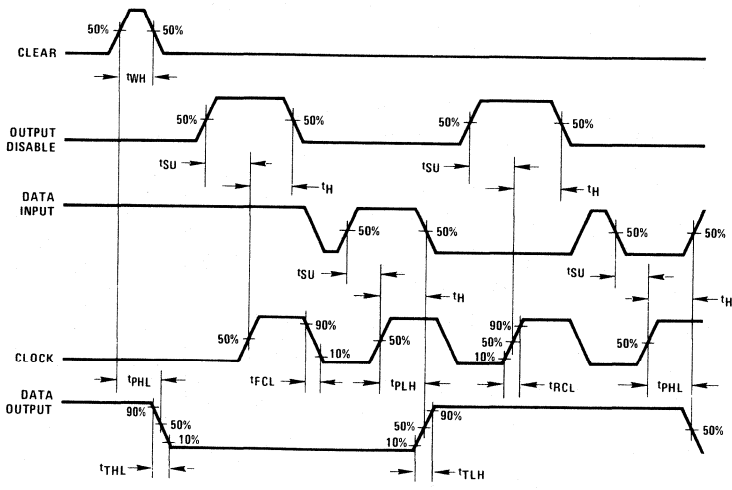 50% 50%
CLEAR
tWH
50% 50% 50% 50%
OUTPUT
DISABLE
tSU tSU
tH tH
DATA
INPUT
50% 50% 50% 50%
tSU tSU
tH tH
90% 90%
50% 50% 50% 50%
CLOCK
10% 10%
tPHL tFCL tPLH tRCL tPHL
DATA
OUTPUT
90% 90%
50% 50% 50%
10% 10%
tTHL tTLH